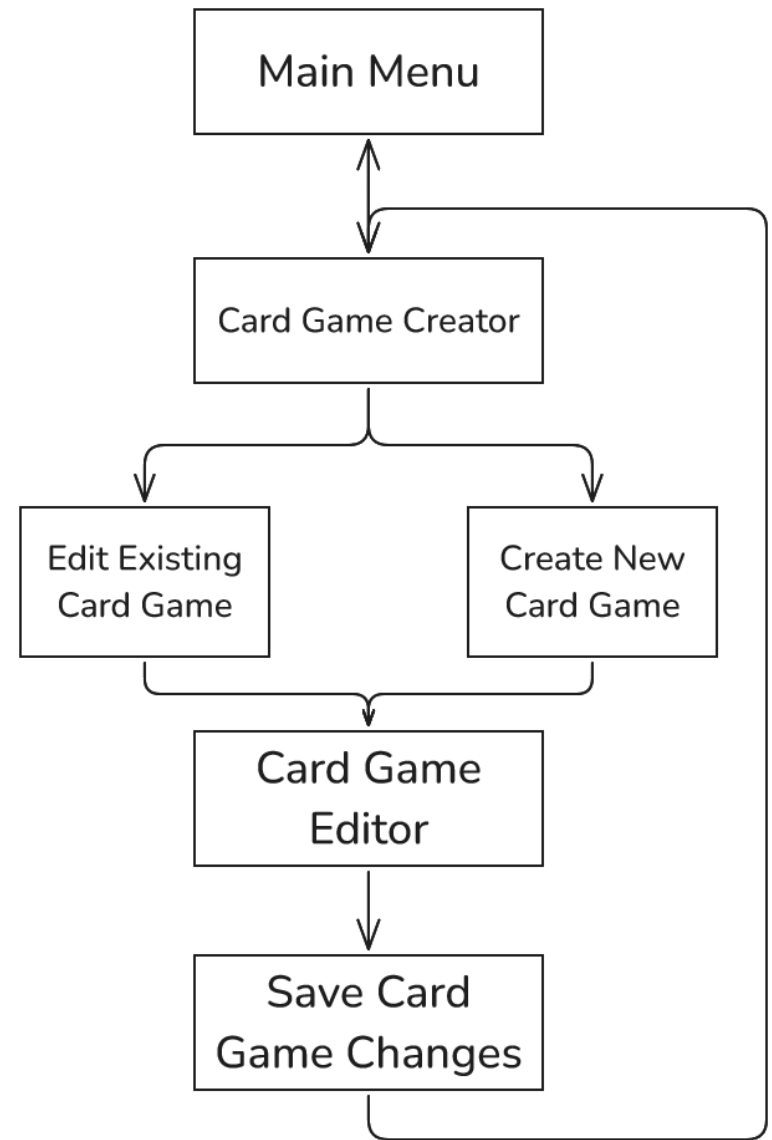 Main Menu
Card Game Creator
Edit Existing
Card Game
Create New
Card Game
Card Game
Editor
Save Card
Game Changes